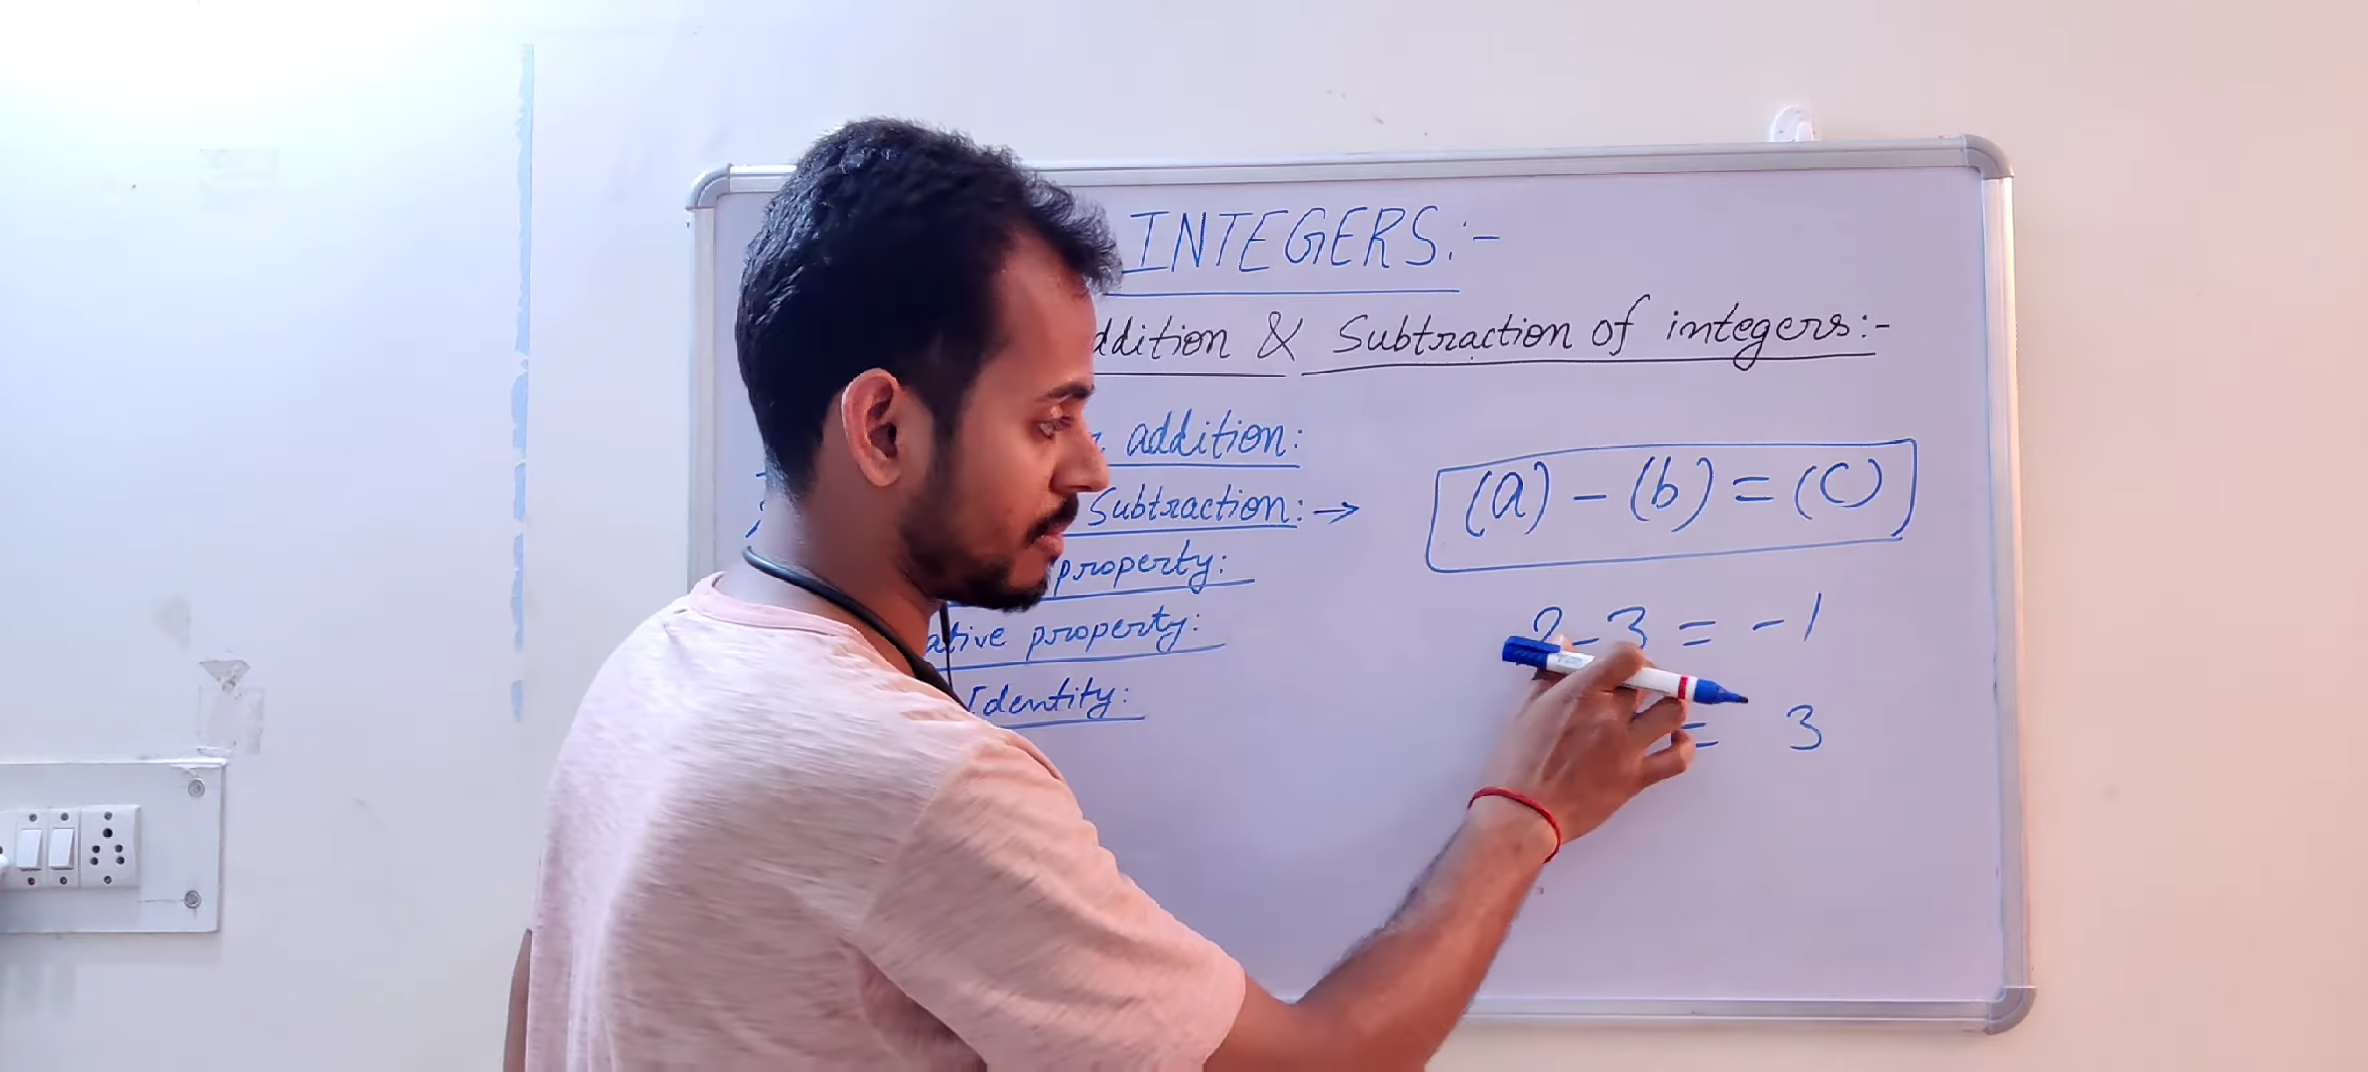 INTEGERS:-
ddition & Subtraction of integers:-
addition:
Subtraction:→
(a) - (b) = (c)
property:
ative property:
2-3 = -1
Identity:
= 3